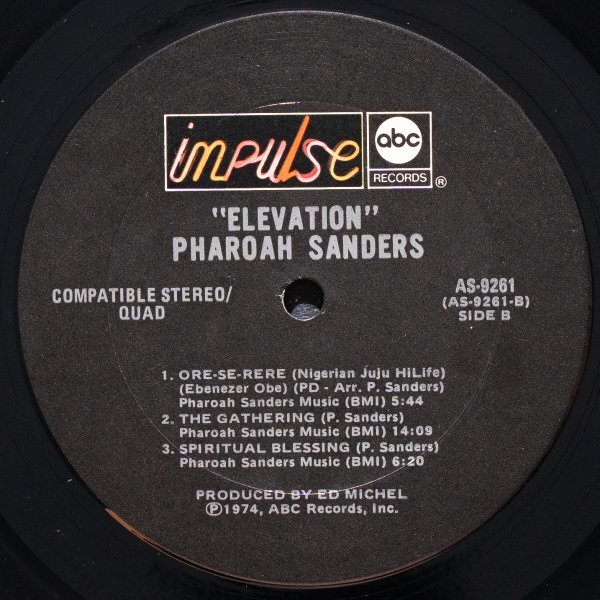 impulse
abc
RECORDS ®
"ELEVATION"
PHAROAH SANDERS
COMPATIBLE STEREO/
QUAD
AS-9261
(AS-9261-B)
SIDE B
1. ORE-SE-RERE (Nigerian Juju HiLife)
(Ebenezer Obe) (PD - Arr. P. Sanders)
Pharoah Sanders Music (BMI) 5:44
2. THE GATHERING (P. Sanders)
Pharoah Sanders Music (BMI) 14:09
3. SPIRITUAL BLESSING (P. Sanders)
Pharoah Sanders Music (BMI) 6:20
PRODUCED BY ED MICHEL
℗1974, ABC Records, Inc.